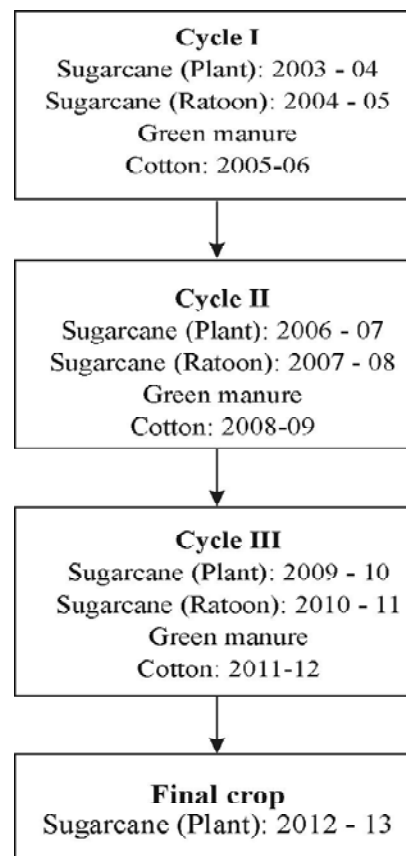 Cycle I
Sugarcane (Plant): 2003 - 04
Sugarcane (Ratoon): 2004 - 05
Green manure
Cotton: 2005-06
Cycle II
Sugarcane (Plant): 2006 - 07
Sugarcane (Ratoon): 2007 - 08
Green manure
Cotton: 2008-09
Cycle III
Sugarcane (Plant): 2009 - 10
Sugarcane (Ratoon): 2010 - 11
Green manure
Cotton: 2011-12
Final crop
Sugarcane (Plant): 2012 - 13